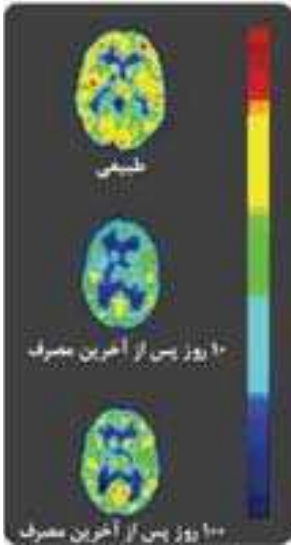 طبیعی
۱۰ روز پس از آخرین مصرف
۱۰۰ روز پس از آخرین مصرف